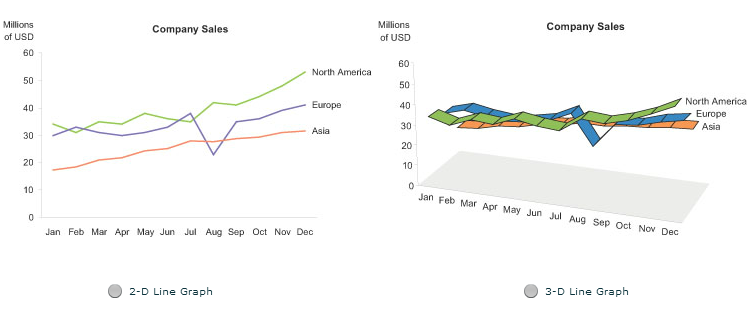 Millions
of USD
Company Sales
60
50
40
30
20
10
0
North America
Europe
Asia
Jan Feb Mar Apr May Jun Jul Aug Sep Oct Nov Dec
2-D Line Graph
Millions
of USD
Company Sales
60
50
40
30
20
10
0
North America
Europe
Asia
Jan Feb Mar Apr May Jun Jul Aug Sep Oct Nov Dec
3-D Line Graph